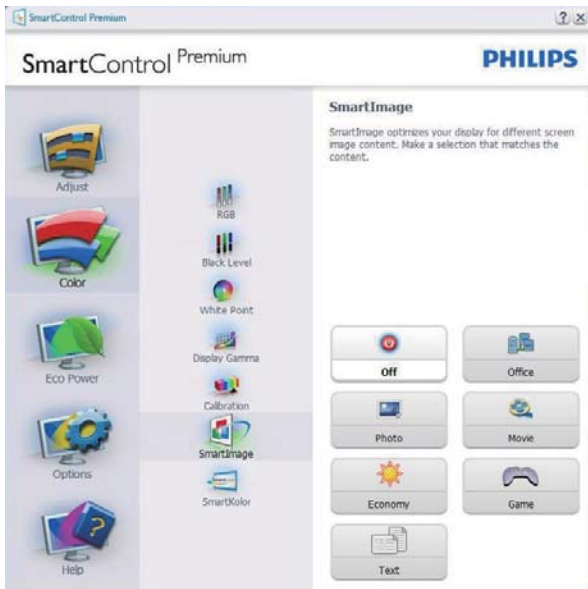 SmartControl Premium
SmartControl Premium
PHILIPS
Adjust
Color
Eco Power
Options
Help
RGB
Black Level
White Point
Display Gamma
Calibration
SmartImage
SmartKolor
SmartImage
SmartImage optimizes your display for different screen
image content. Make a selection that matches the
content.
Off
Office
Photo
Movie
Economy
Game
Text